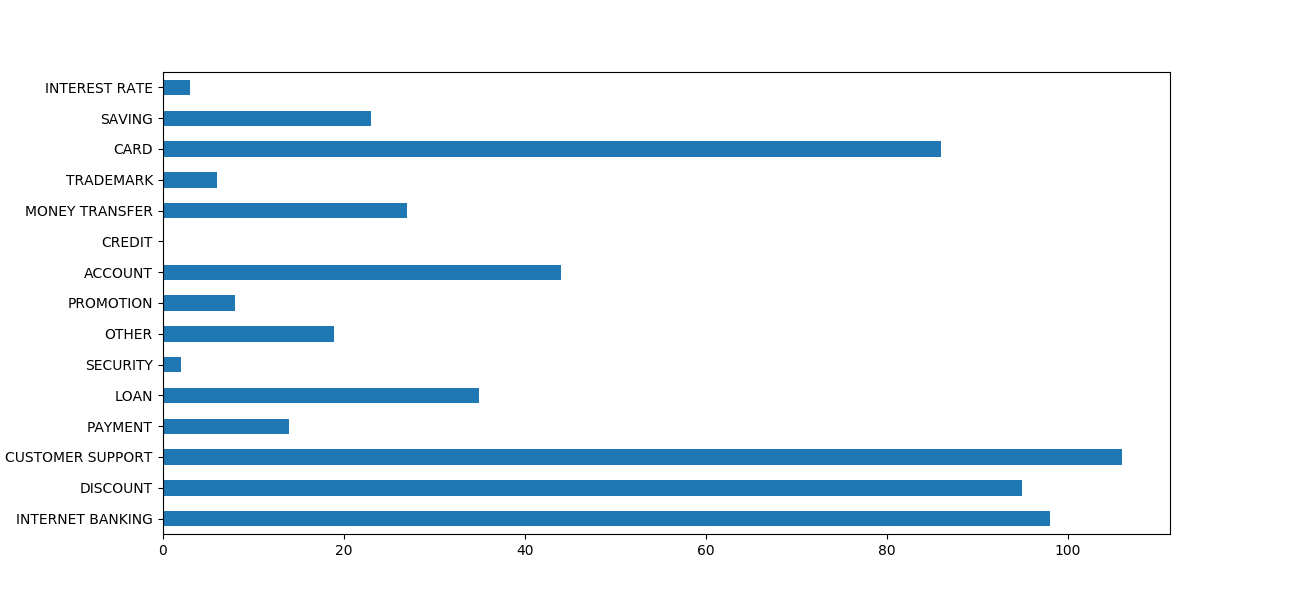 INTEREST RATE
SAVING
CARD
TRADEMARK
MONEY TRANSFER
CREDIT
ACCOUNT
PROMOTION
OTHER
SECURITY
LOAN
PAYMENT
CUSTOMER SUPPORT
DISCOUNT
INTERNET BANKING
0 20 40 60 80 100